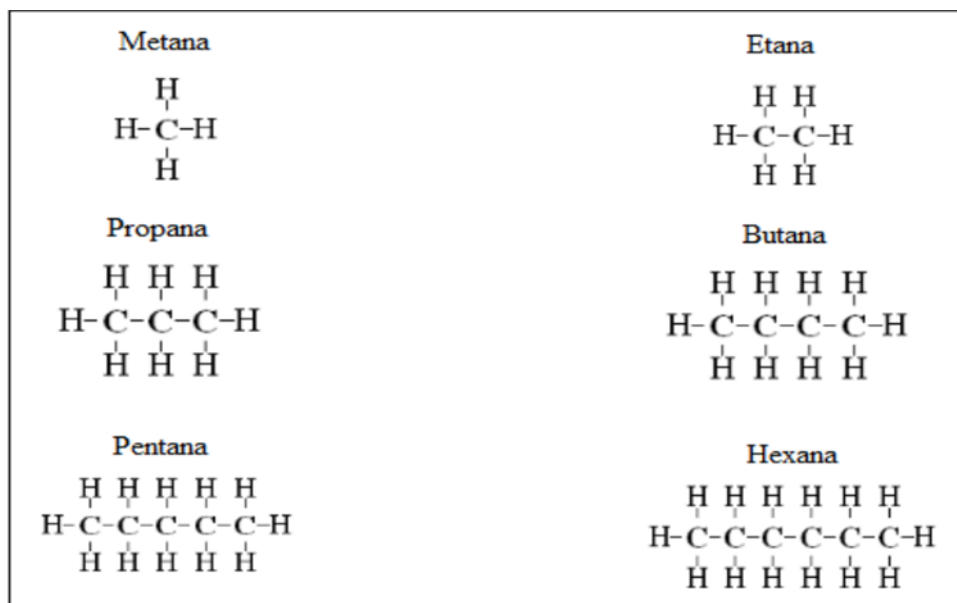 Metana
H
H-C-H
H
Etana
H H
H-C-C-H
H H
Propana
H H H
H-C-C-C-H
H H H
Butana
H H H H
H-C-C-C-C-H
H H H H
Pentana
H H H H H
H-C-C-C-C-C-H
H H H H H
Hexana
H H H H H H
H-C-C-C-C-C-C-H
H H H H H H